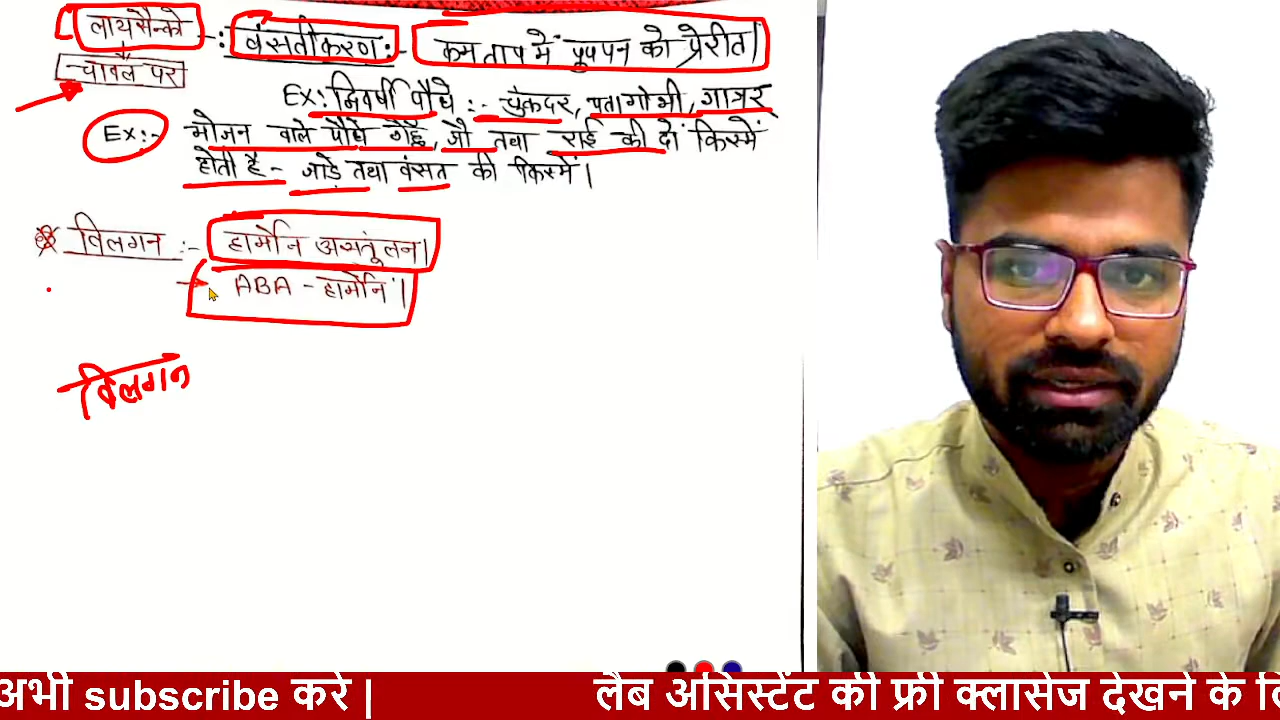 लायसेन्को -: वंसतीकरण :- कम ताप में पुष्पन को प्रेरीत।
चावल पर
Ex: द्विवर्षी पौधे :- चुकंदर, पतागोभी, गाजर
Ex:- भोजन वाले पौधे गेहूँ, जौ तथा राई की दो किस्में
होती है - जाड़े तथा वंसत की किस्में।
विलगन :- हार्मोन असंतूलन।
→ ABA - हार्मोन।
विलगन
अभी subscribe करे | लैब असिस्टेंट की फ्री क्लासेज देखने के